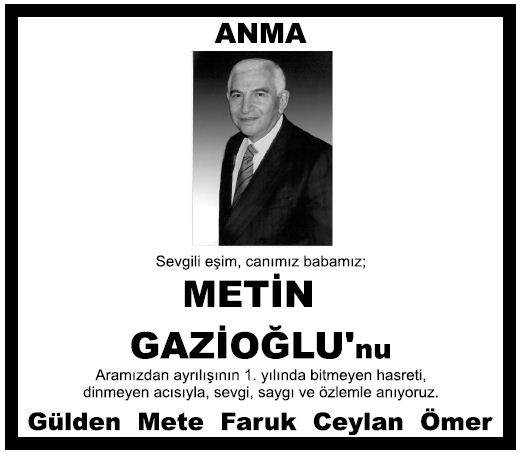 ANMA
Sevgili eşim, canımız babamız;
METİN
GAZİOĞLU'nu
Aramızdan ayrılışının 1. yılında bitmeyen hasreti,
dinmeyen acısıyla, sevgi, saygı ve özlemle anıyoruz.
Gülden Mete Faruk Ceylan Ömer